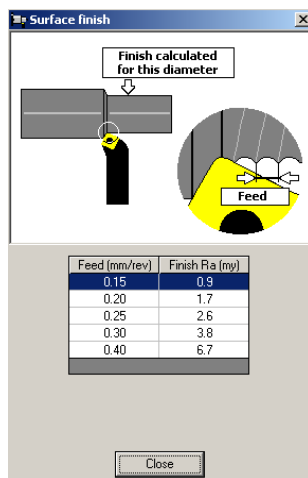 Surface finish
Finish calculated
for this diameter
Feed
Feed (mm/rev) Finish Ra (my)
0.15 0.9
0.20 1.7
0.25 2.6
0.30 3.8
0.40 6.7
Close